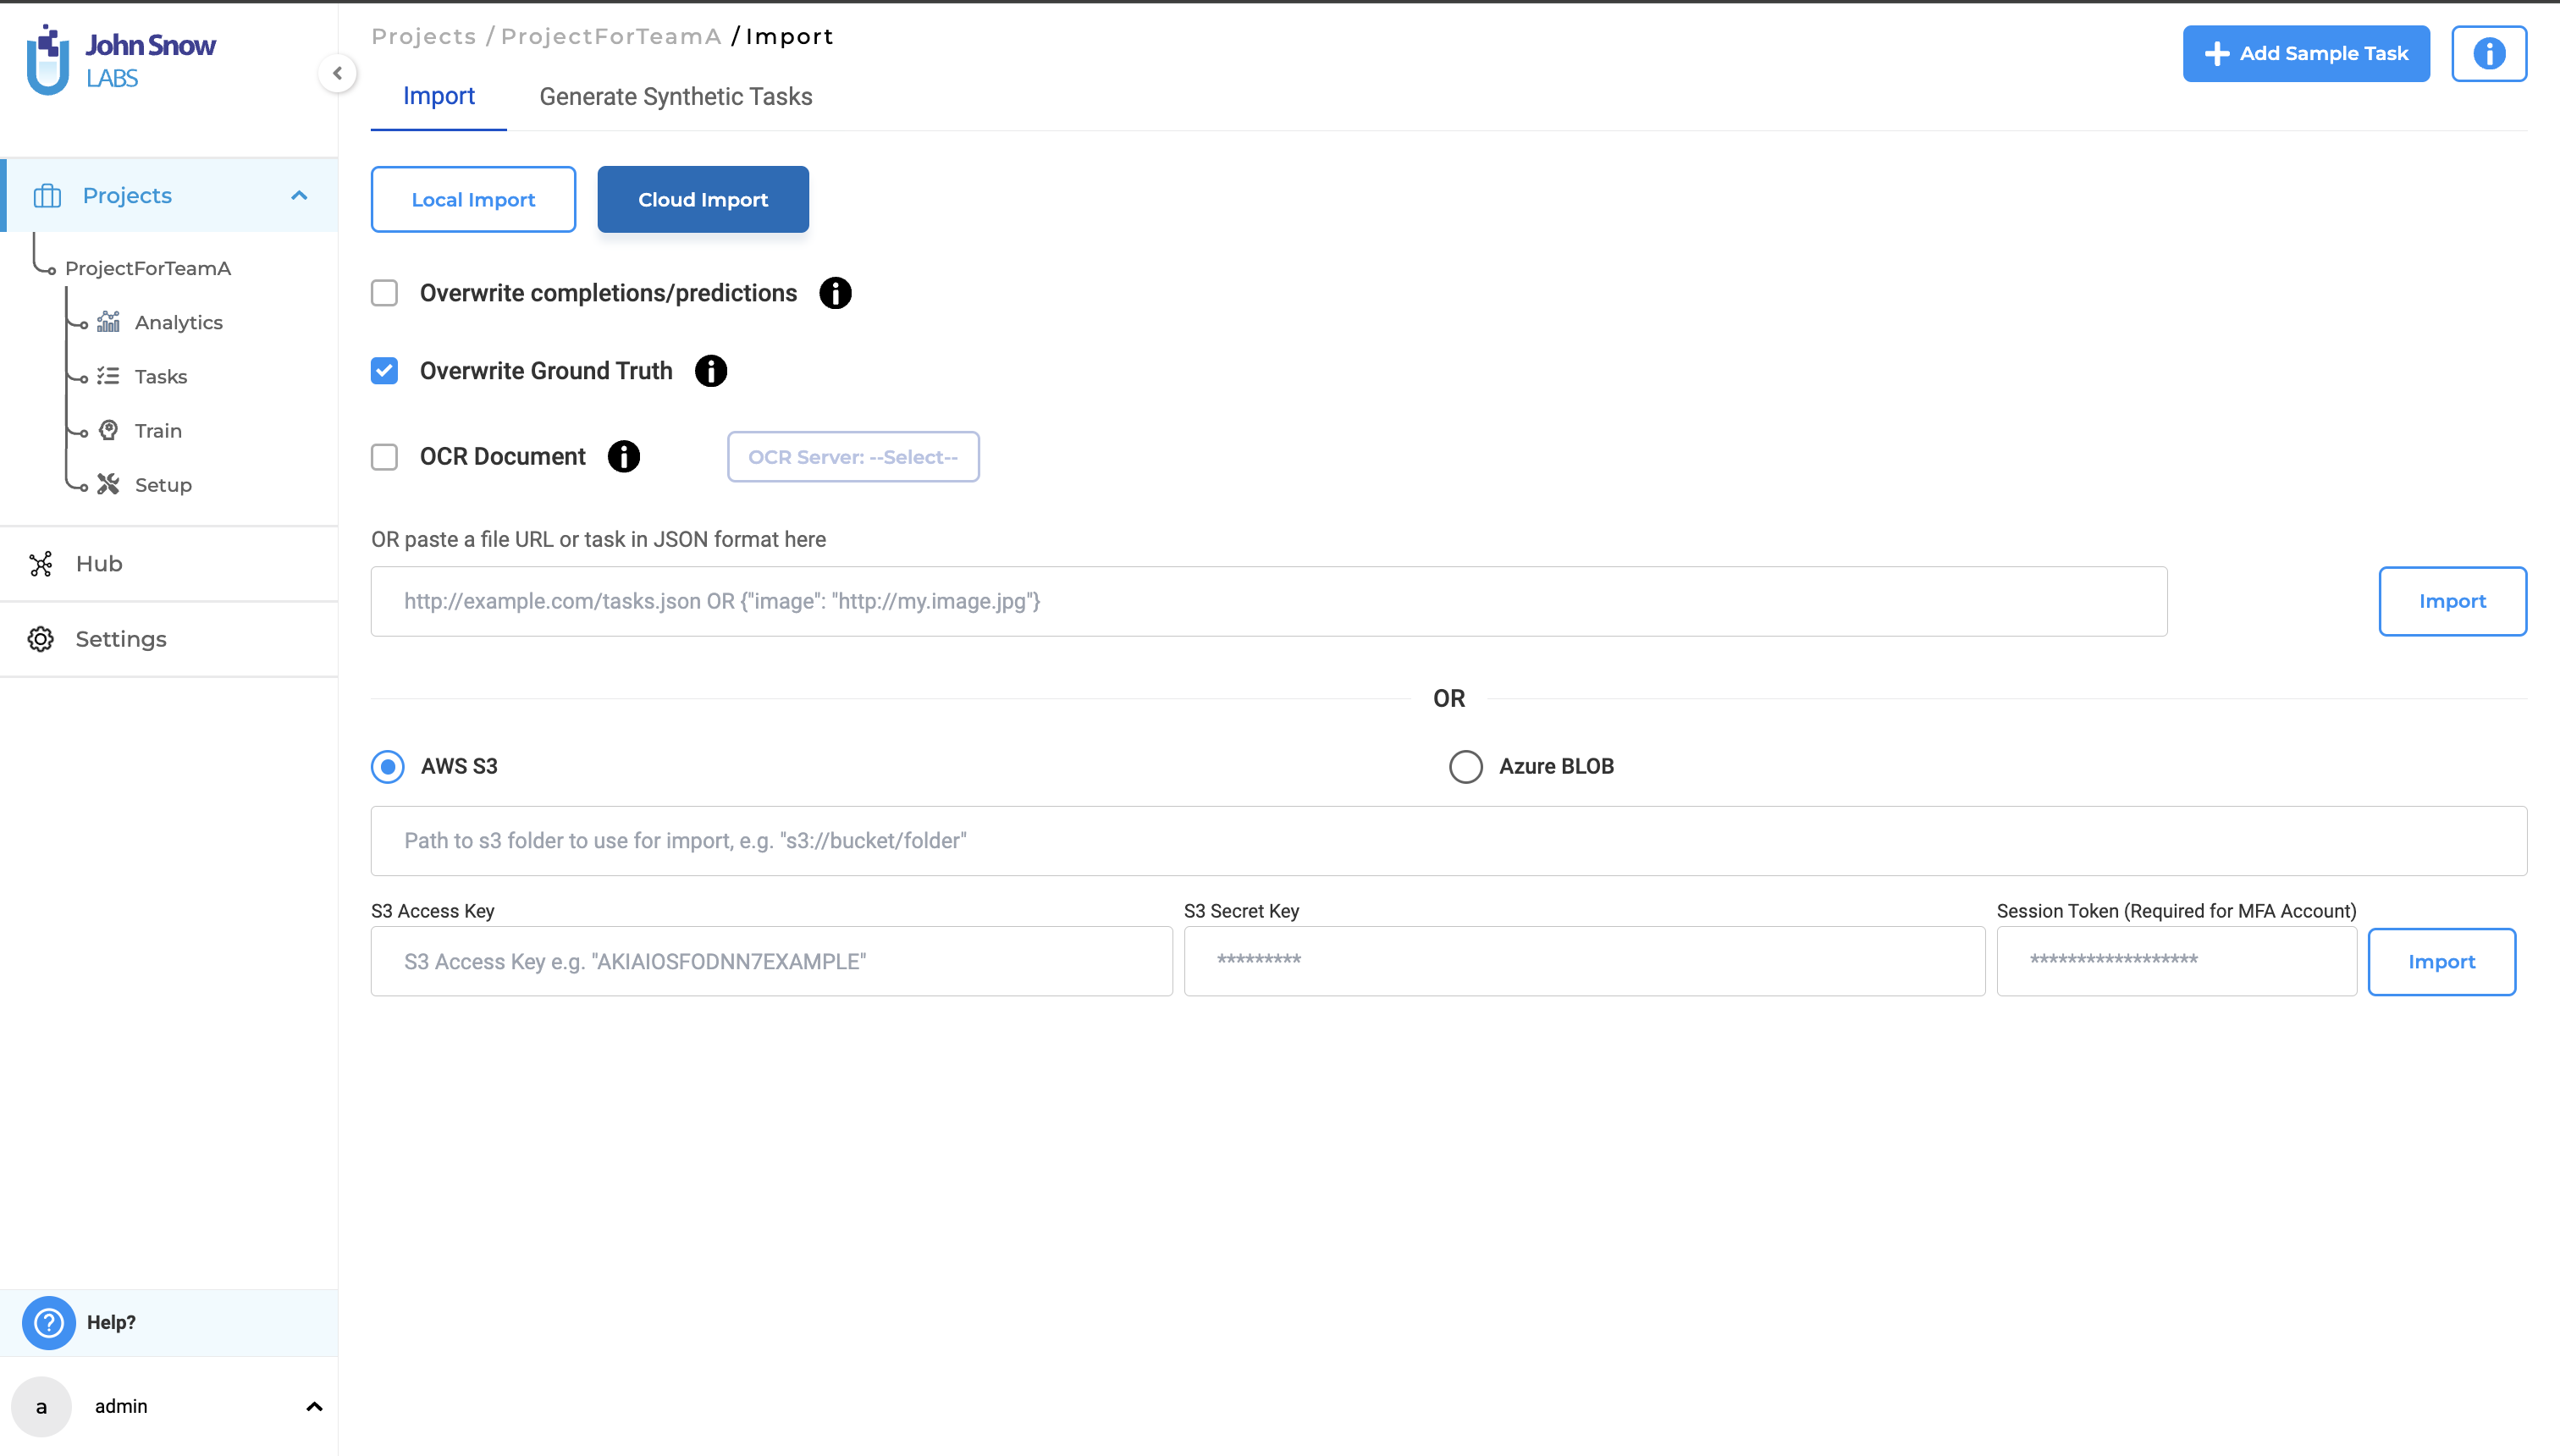 John Snow
LABS
Projects / ProjectForTeamA / Import
Add Sample Task
Import
Generate Synthetic Tasks
Projects
ProjectForTeamA
Analytics
Tasks
Train
Setup
Hub
Settings
Local Import
Cloud Import
Overwrite completions/predictions
Overwrite Ground Truth
OCR Document
OCR Server: --Select--
OR paste a file URL or task in JSON format here
http://example.com/tasks.json OR {"image": "http://my.image.jpg"}
Import
OR
AWS S3
Azure BLOB
Path to s3 folder to use for import, e.g. "s3://bucket/folder"
S3 Access Key
S3 Secret Key
Session Token (Required for MFA Account)
S3 Access Key e.g. "AKIAIOSFODNN7EXAMPLE"
*********
******************
Import
Help?
a
admin